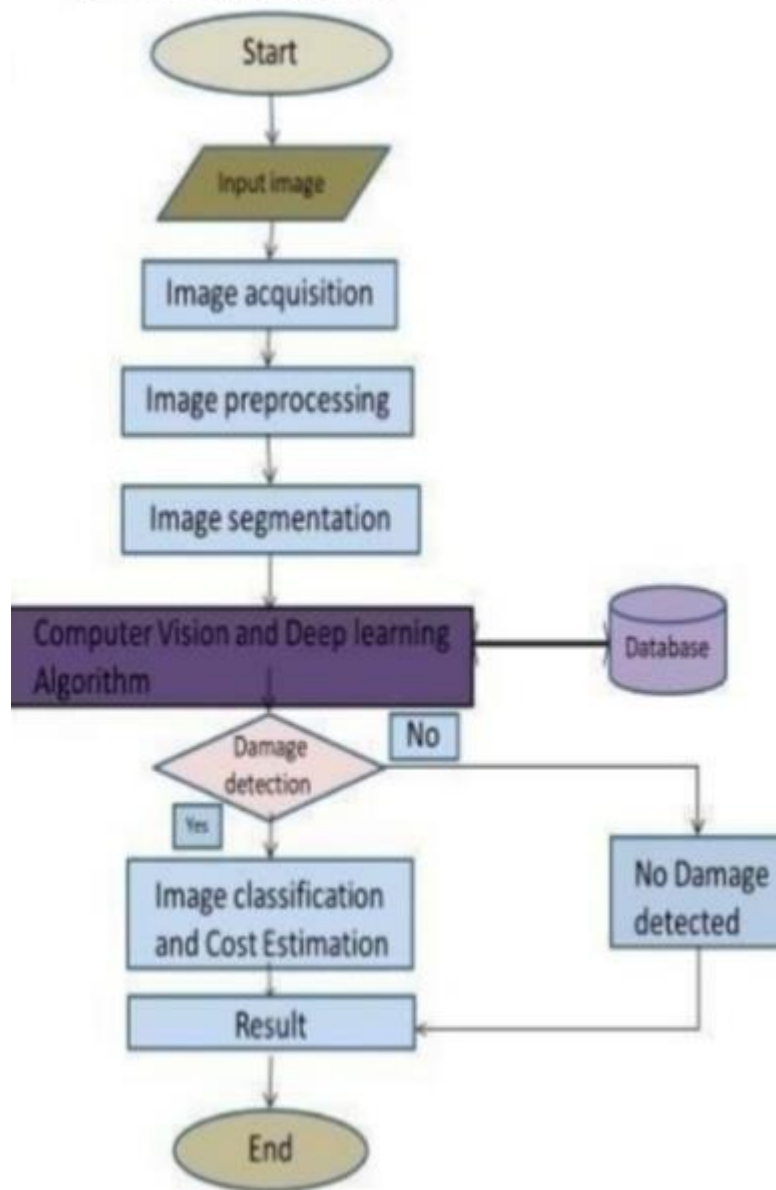 Start
Input image
Image acquisition
Image preprocessing
Image segmentation
Computer Vision and Deep learning
Algorithm
Database
No
Damage
detection
Yes
Image classification
and Cost Estimation
No Damage
detected
Result
End